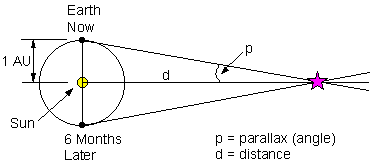 Earth
Now
1 AU
p
d
Sun
6 Months
Later
p = parallax (angle)
d = distance